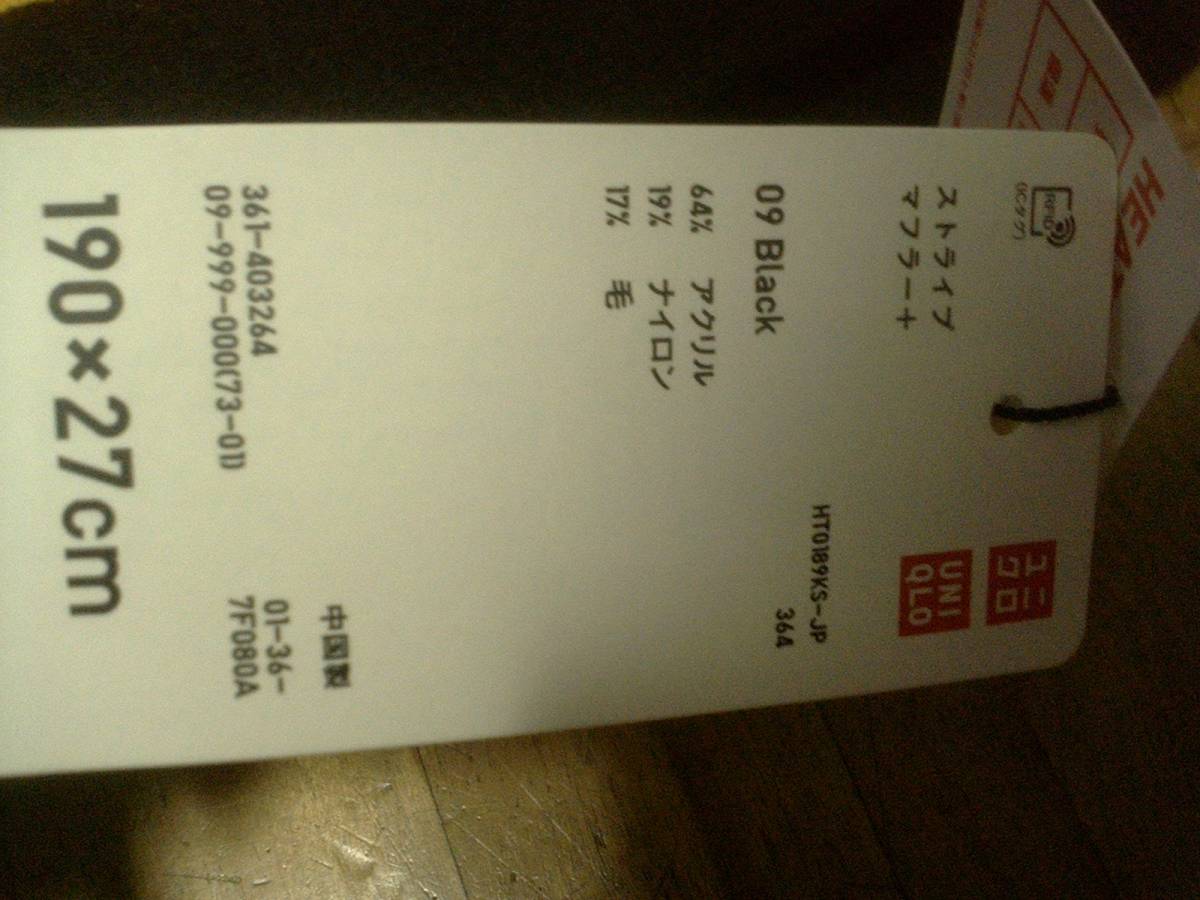 RFID
(ICタグ)
ユニ
クロ
UNI
QLO
ストライプ
マフラー+
HT0189KS-JP
364
09 Black
64% アクリル
19% ナイロン
17% 毛
中国製
361-403264
01-36-
09-999-000(73-01)
7F080A
190×27cm
HEAT